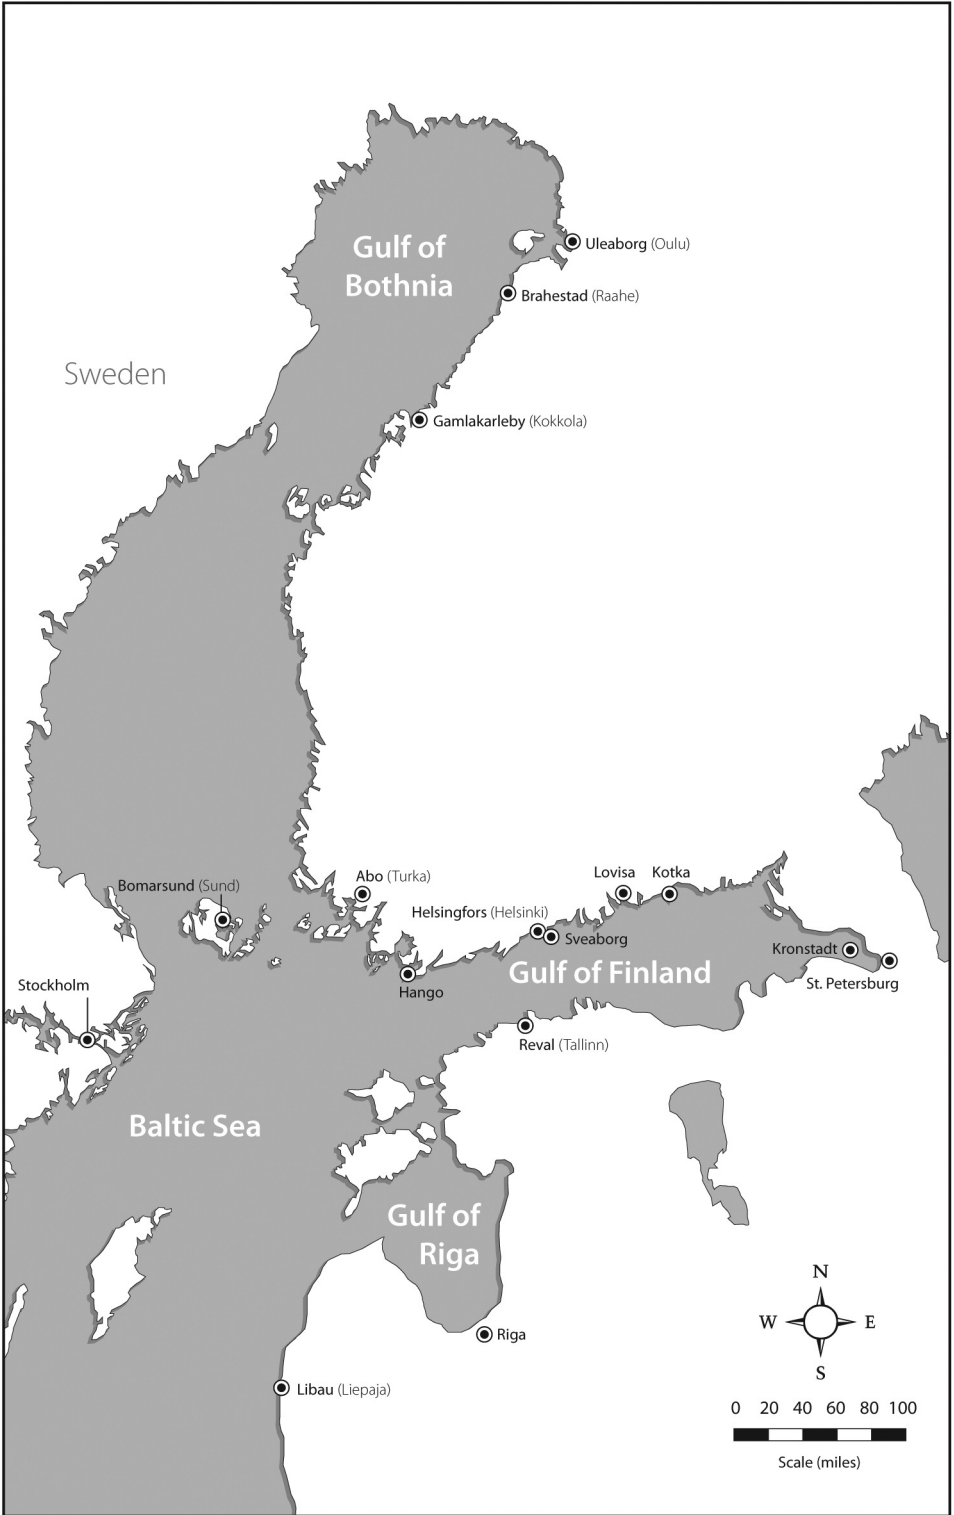 Gulf of
Bothnia
Uleaborg (Oulu)
Brahestad (Raahe)
Sweden
Gamlakarleby (Kokkola)
Abo (Turka)
Lovisa
Kotka
Bomarsund (Sund)
Helsingfors (Helsinki)
Sveaborg
Kronstadt
Gulf of Finland
St. Petersburg
Stockholm
Hango
Reval (Tallinn)
Baltic Sea
Gulf of
Riga
N
W
E
S
Riga
Libau (Liepaja)
0 20 40 60 80 100
Scale (miles)